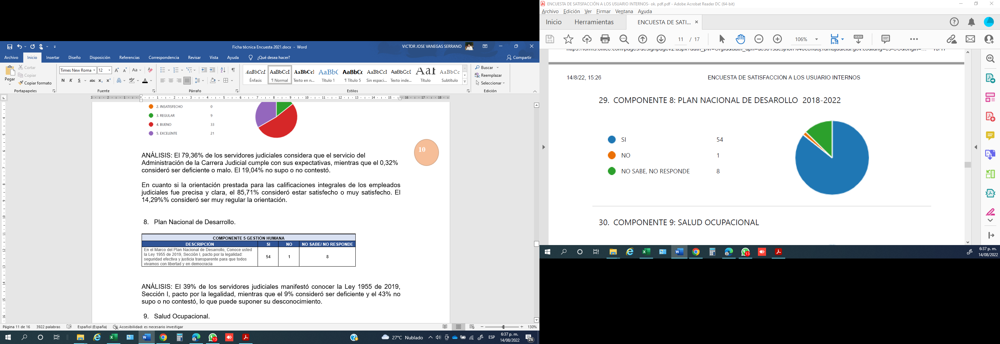 Ficha técnica Encuesta 2021.docx - Word
VICTOR JOSE VANEGAS SERRANO
Archivo Inicio Insertar Diseño Disposición Referencias Correspondencia Revisar Vista Ayuda ¿Qué desea hacer? Compartir
Pegar
Cortar
Copiar
Copiar formato
Portapapeles
Times New Roma 12
N K S abc x₂ x²
Fuente
Párrafo
AaBbCcI AaBbCcI AaBbCcI AaBbC AaBbCc AaBbCcI AaBbCcI AaI AaBbCc
Énfasis ¶ Normal Texto en n... Título 1 ¶ Título 5 Sin espaci... Texto inde... Título Subtítulo
Estilos
Buscar
Reemplazar
Seleccionar
Edición
2. INSATISFECHO 0
3. REGULAR 9
4. BUENO 33
5. EXCELENTE 21
10
ANÁLISIS: El 79,36% de los servidores judiciales considera que el servicio del
Administración de la Carrera Judicial cumple con sus expectativas, mientras que el 0,32%
consideró ser deficiente o malo. El 19,04% no supo o no contestó.
En cuanto si la orientación prestada para las calificaciones integrales de los empleados
judiciales fue precisa y clara, el 85,71% consideró estar satisfecho o muy satisfecho. El
14,29%% consideró ser muy regular la orientación.
8. Plan Nacional de Desarrollo.
COMPONENTE 5 GESTIÓN HUMANA
DESCRIPCIÓN SI NO NO SABE/ NO RESPONDE
En el Marco del Plan Nacional de Desarrollo, Conoce usted
la Ley 1955 de 2019, Sección I, pacto por la legalidad:
seguridad efectiva y justicia transparente para que todos
vivamos con libertad y en democracia
54 1 8
ANÁLISIS: El 39% de los servidores judiciales manifestó conocer la Ley 1955 de 2019,
Sección I, pacto por la legalidad, mientras que el 9% consideró ser deficiente y el 43% no
supo o no contestó, lo que puede suponer su desconocimiento.
9. Salud Ocupacional.
Página 11 de 16 3922 palabras Español (España) Accesibilidad: es necesario investigar 130%
27°C Nublado ESP 6:37 p. m.
14/08/2022
26
13
ENCUESTA DE SATISFACCIÓN A LOS USUARIO INTERNOS- ok. pdf.pdf - Adobe Acrobat Reader DC (64-bit)
Archivo Edición Ver Firmar Ventana Ayuda
Inicio Herramientas ENCUESTA DE SATI... ×
11 / 17 106%
14/8/22, 15:26 ENCUESTA DE SATISFACCIÓN A LOS USUARIO INTERNOS
29. COMPONENTE 8: PLAN NACIONAL DE DESAROLLO 2018-2022
SI 54
NO 1
NO SABE, NO RESPONDE 8
30. COMPONENTE 9: SALUD OCUPACIONAL
13
6:37 p. m.
14/08/2022